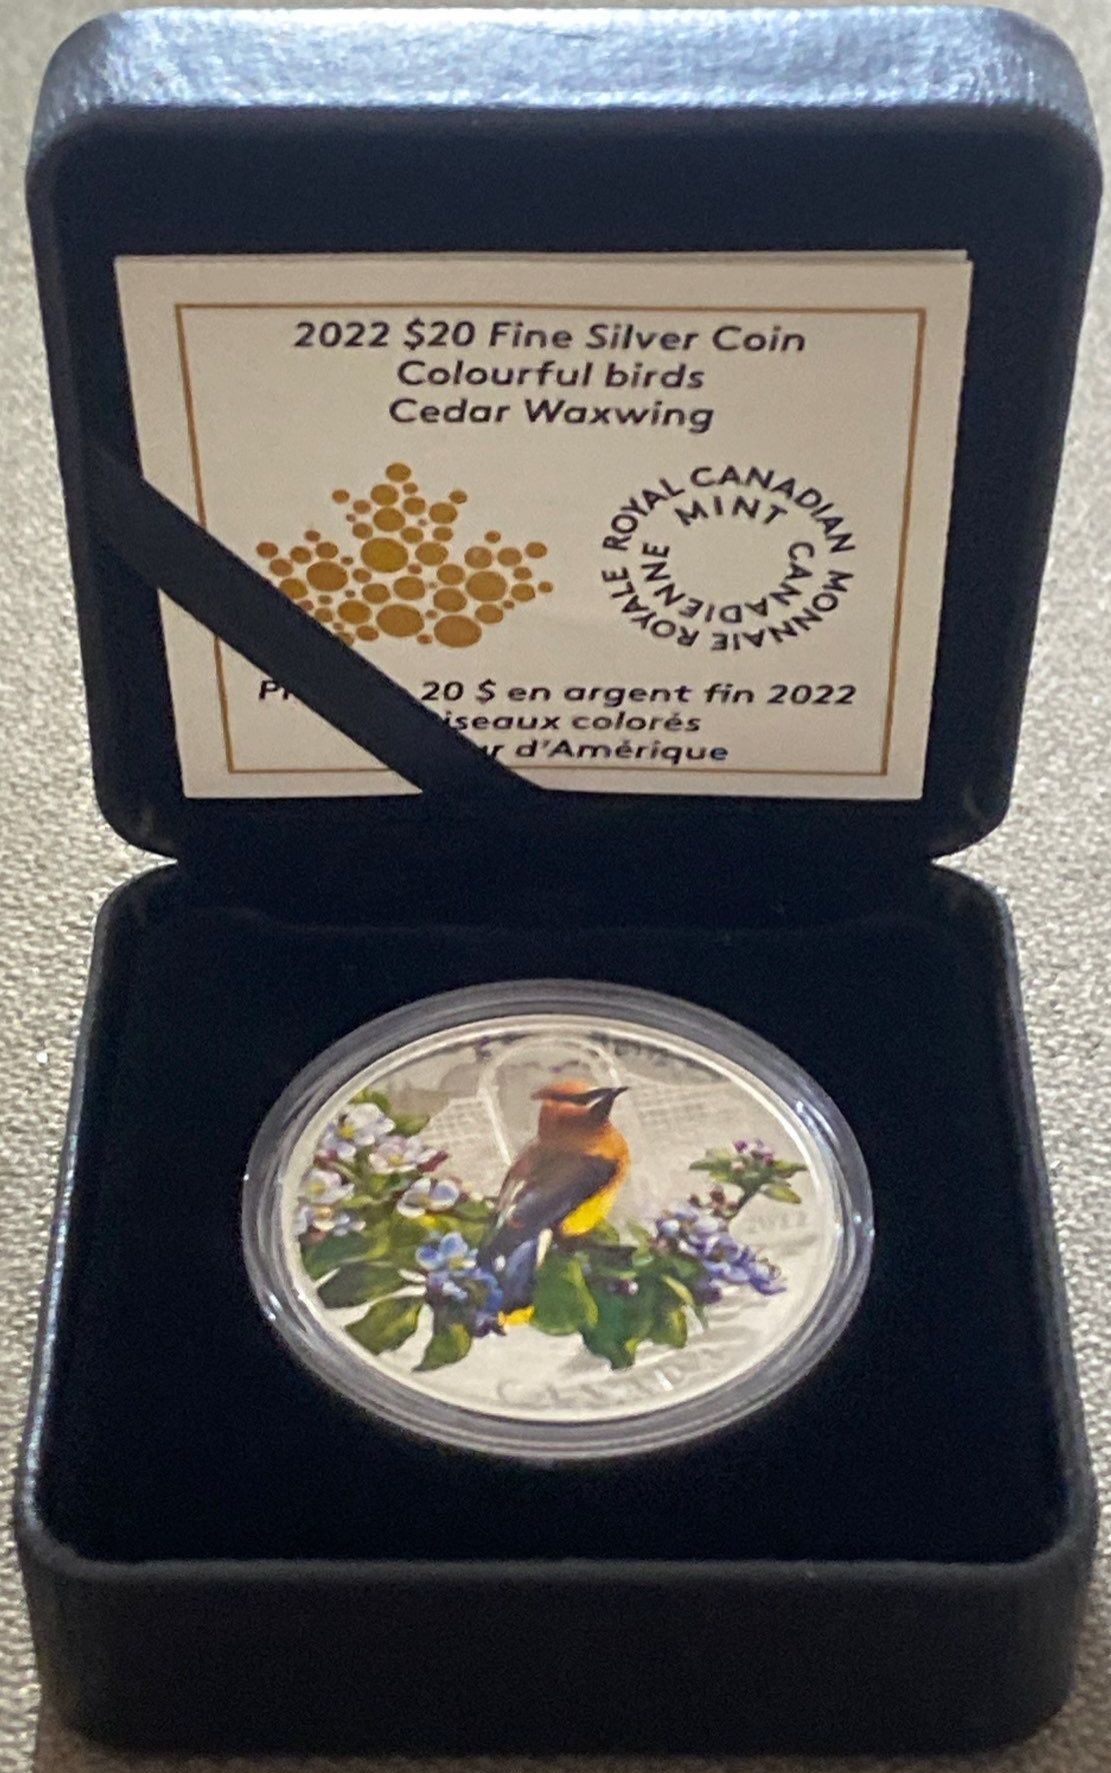 2022 $20 Fine Silver Coin
Colourful birds
Cedar Waxwing
ROYAL CANADIAN MINT
MONNAIE ROYALE CANADIENNE
20 $ en argent fin 2022
colorés
d'Amérique
2022
CANADA